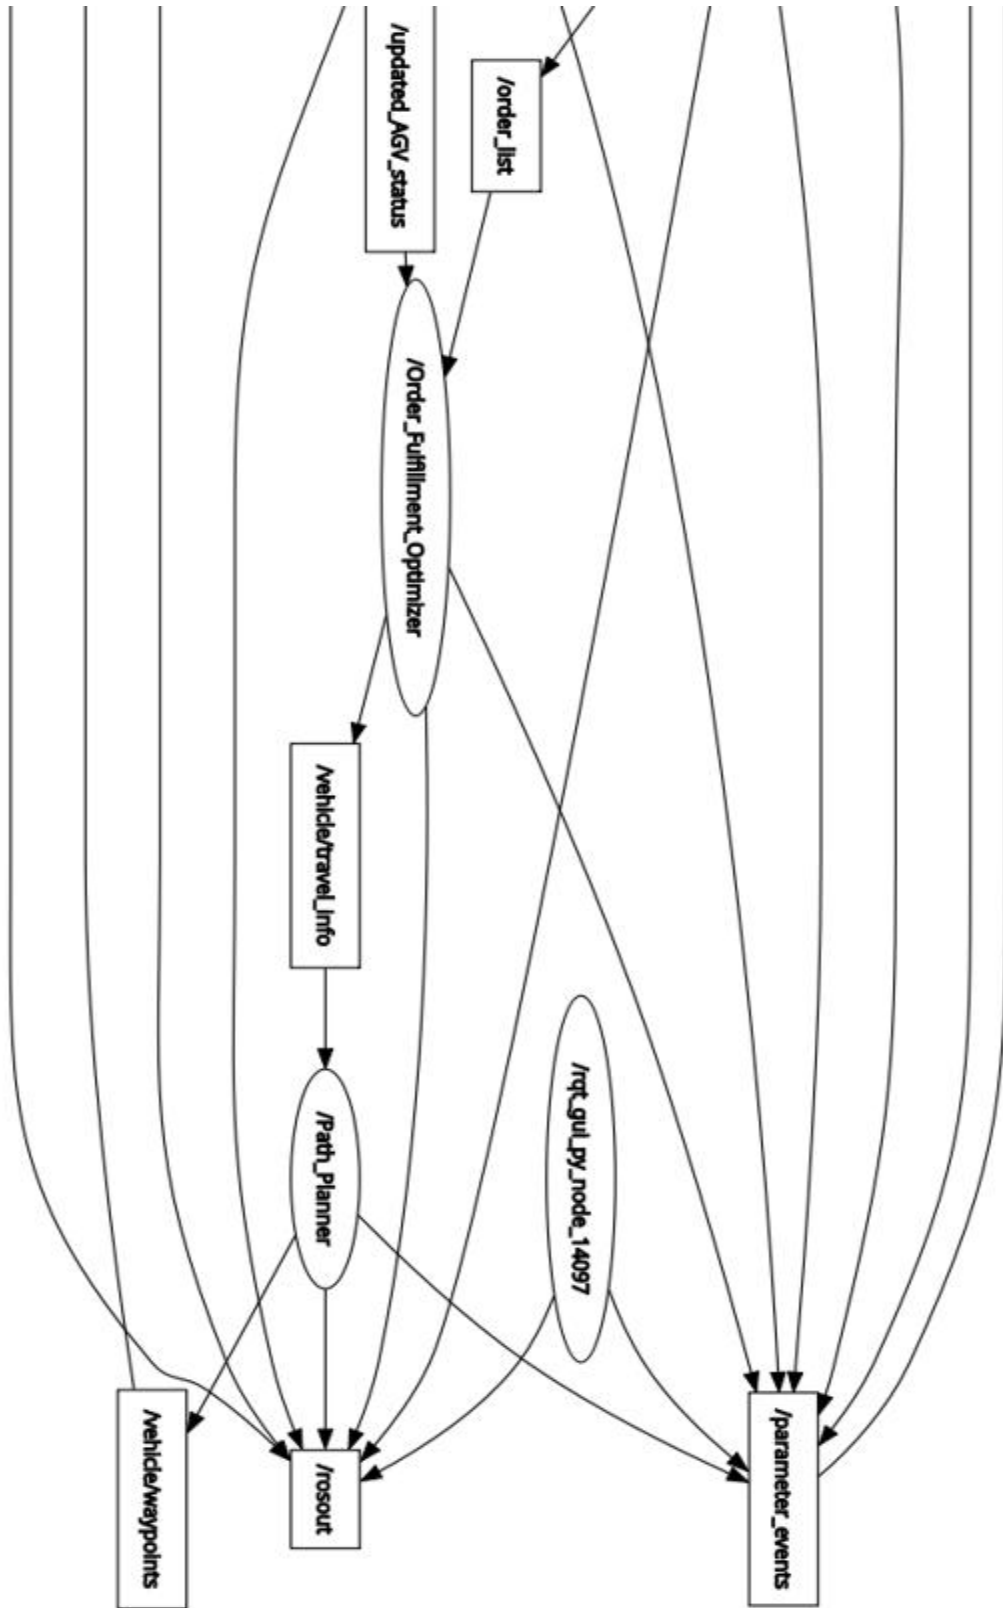 /updated_AGV_status
/order_list
/Order_Fulfillment_Optimizer
/vehicle/travel_info
/rqt_gui_py_node_14097
/Path_Planner
/vehicle/waypoints
/rosout
/parameter_events